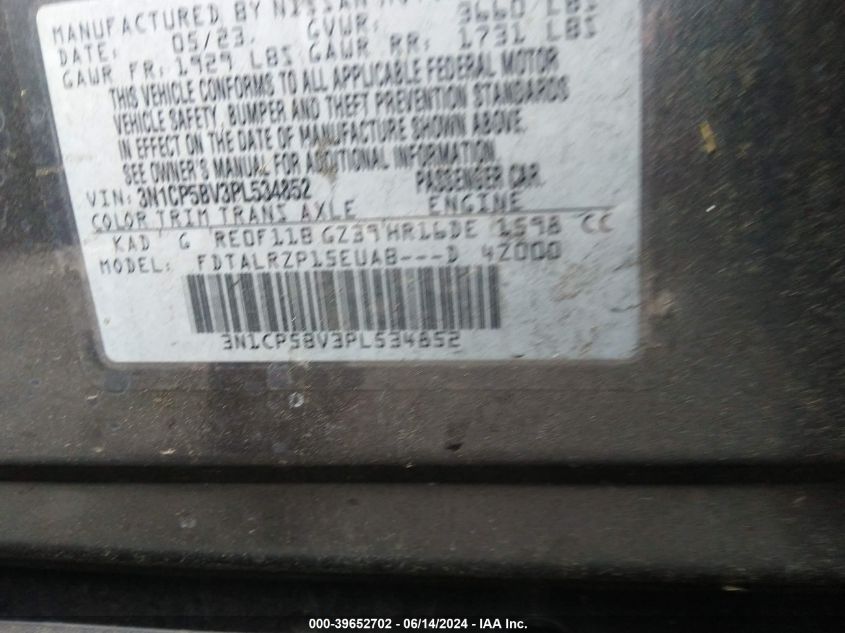 MANUFACTURED BY NISSAN
DATE: 05/23. GVWR: 3660 LBS
GAWR FR: 1929 LBS GAWR RR: 1731 LBS
THIS VEHICLE CONFORMS TO ALL APPLICABLE FEDERAL MOTOR
VEHICLE SAFETY, BUMPER AND THEFT PREVENTION STANDARDS
IN EFFECT ON THE DATE OF MANUFACTURE SHOWN ABOVE.
SEE OWNER'S MANUAL FOR ADDITIONAL INFORMATION.
VIN: 3N1CP5BV3PL534852 PASSENGER CAR.
COLOR TRIM TRANS AXLE ENGINE
KAD G RE0F11B GZ39 HR16DE 1598 CC
MODEL: FDTALRZP15EUAB---D 4Z000
3N1CP5BV3PL534852
000-39652702 - 06/14/2024 - IAA Inc.